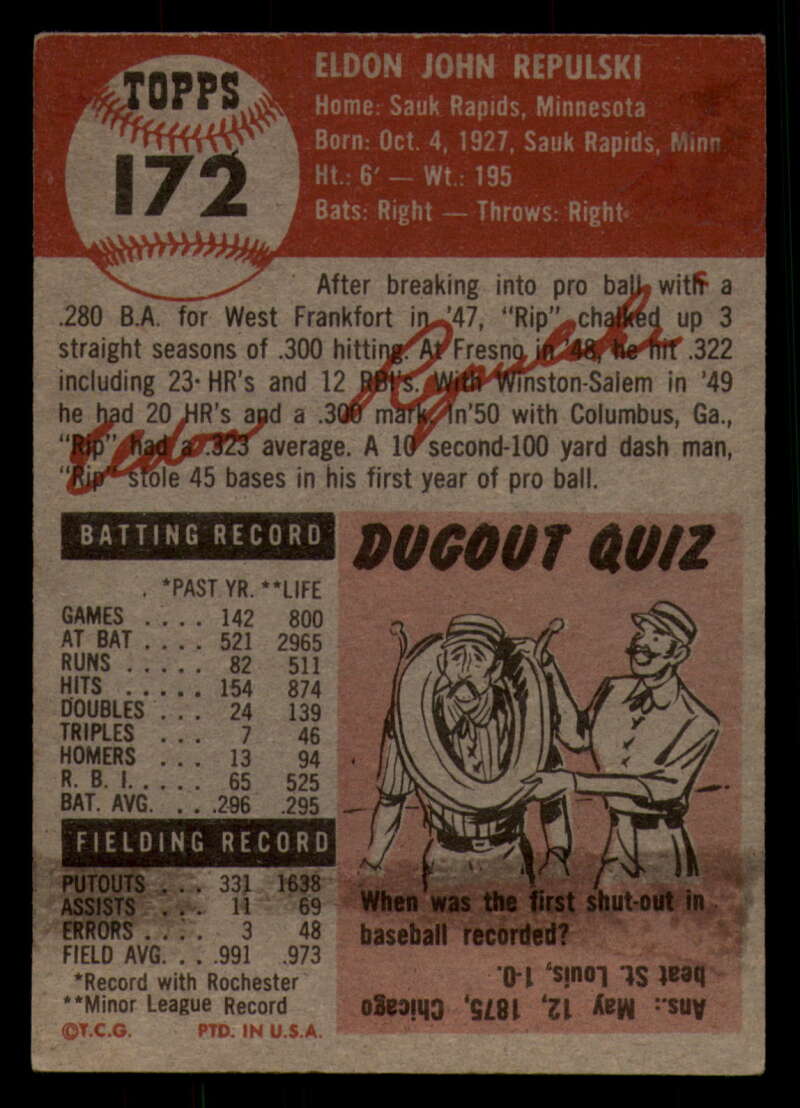 TOPPS
172
ELDON JOHN REPULSKI
Home: Sauk Rapids, Minnesota
Born: Oct. 4, 1927, Sauk Rapids, Minn.
Ht.: 6' — Wt.: 195
Bats: Right — Throws: Right
After breaking into pro ball with a
.280 B.A. for West Frankfort in '47, "Rip" chalked up 3
straight seasons of .300 hitting. At Fresno in '48, he hit .322
including 23 HR's and 12 RBI's. With Winston-Salem in '49
he had 20 HR's and a .300 mark. In '50 with Columbus, Ga.,
"Rip" had a .323 average. A 10 second-100 yard dash man,
"Rip" stole 45 bases in his first year of pro ball.
Eldon Repulski
BATTING RECORD
*PAST YR. **LIFE
GAMES .... 142 800
AT BAT .... 521 2965
RUNS ..... 82 511
HITS ..... 154 874
DOUBLES ... 24 139
TRIPLES ... 7 46
HOMERS ... 13 94
R. B. I. .... 65 525
BAT. AVG. ... .296 .295
FIELDING RECORD
PUTOUTS ... 331 1638
ASSISTS .... 11 69
ERRORS .... 3 48
FIELD AVG. .. .991 .973
*Record with Rochester
**Minor League Record
©T.C.G. PTD. IN U.S.A.
DUGOUT QUIZ
When was the first shut-out in
baseball recorded?
Ans.: May 12, 1875, Chicago
beat St. Louis, 1-0.